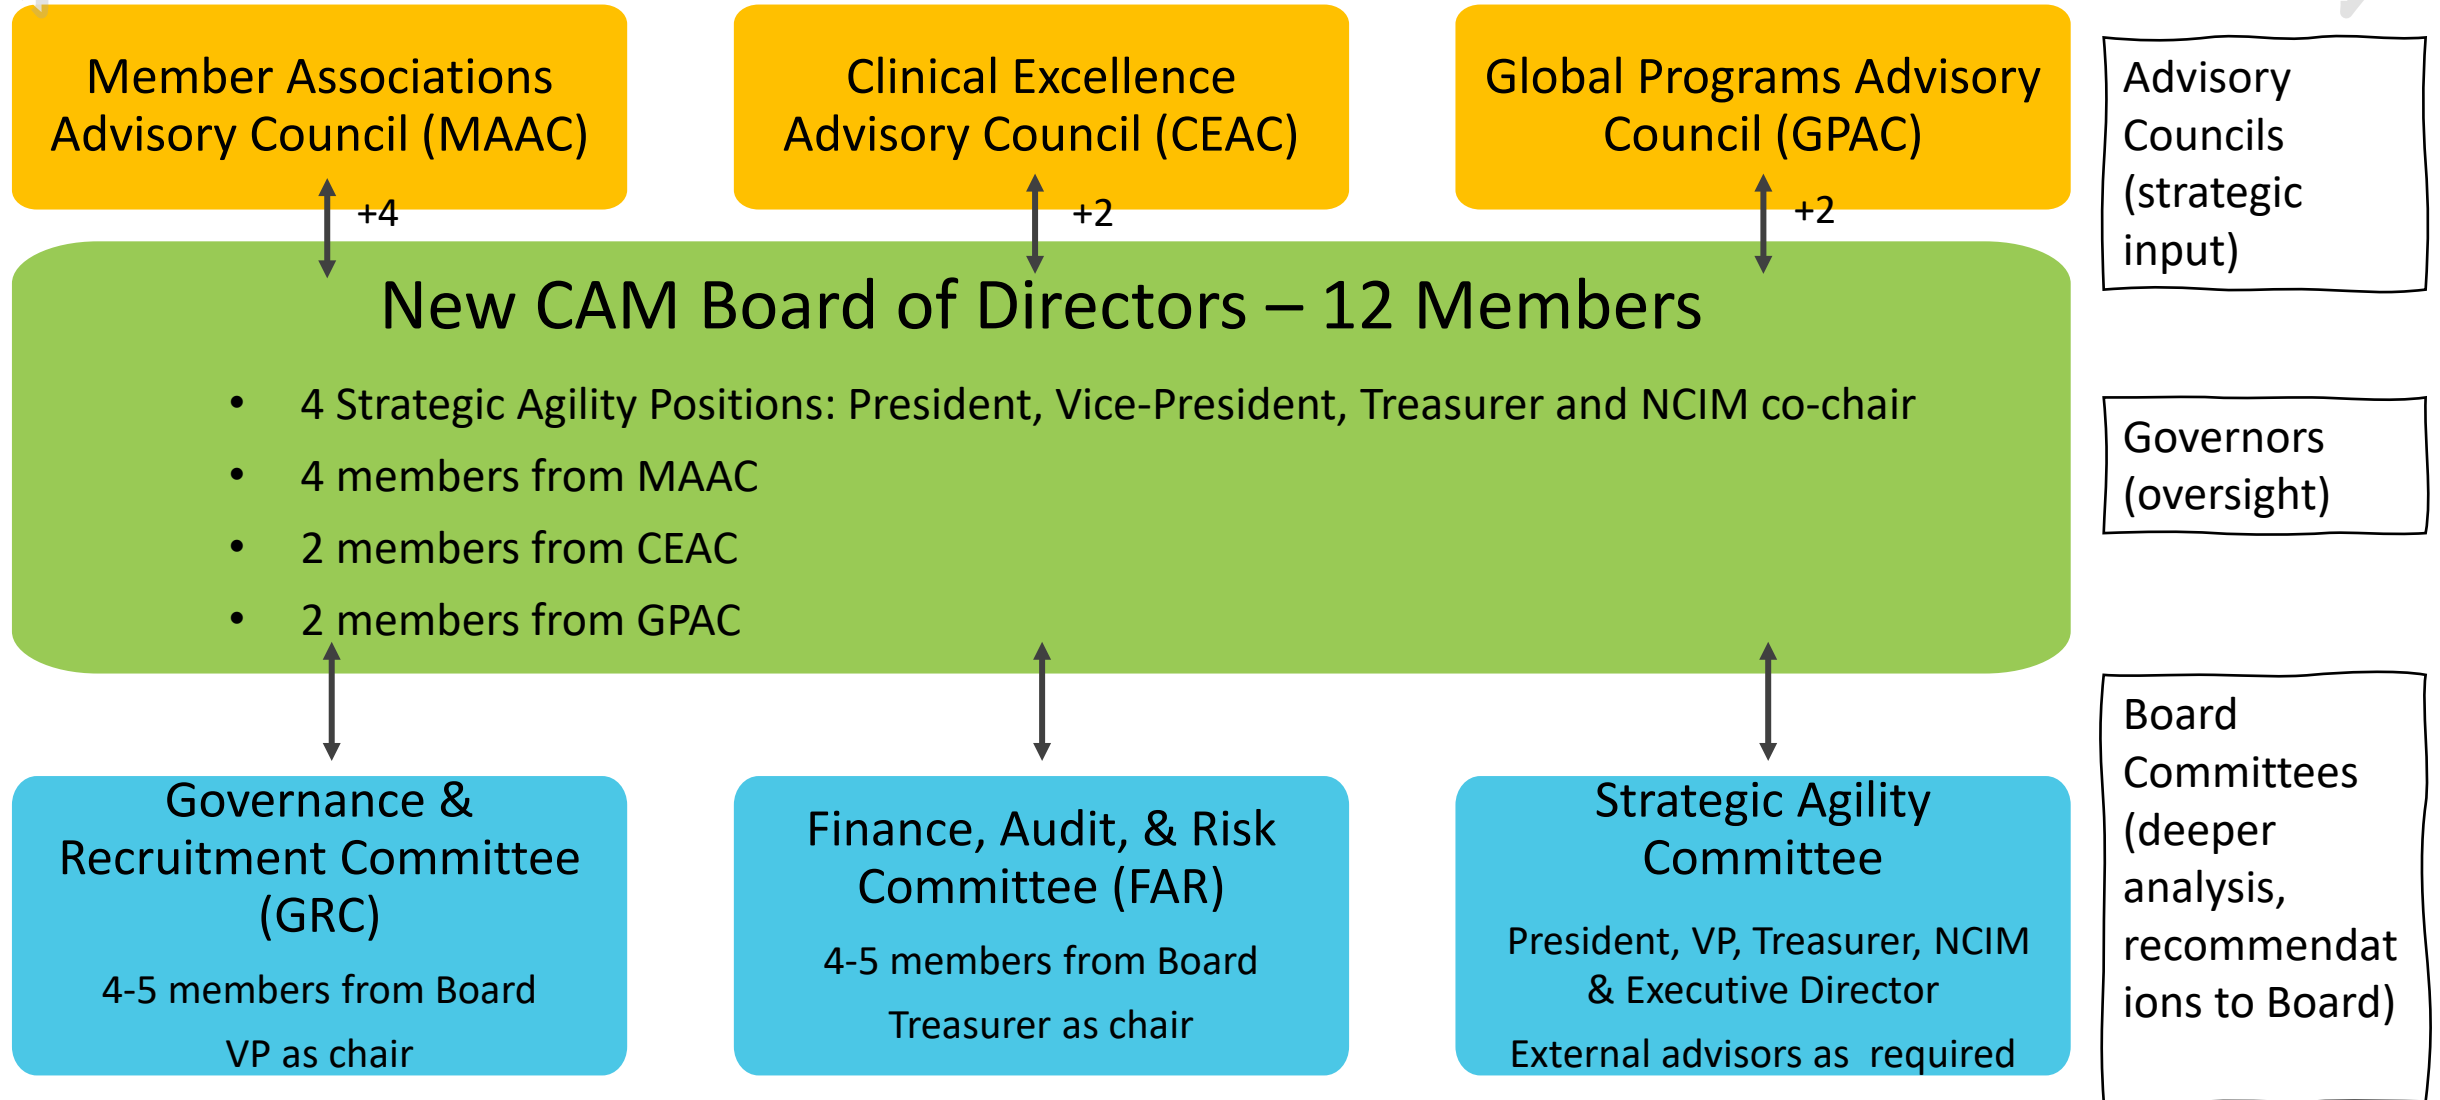 Member Associations
Advisory Council (MAAC)
+4
Clinical Excellence
Advisory Council (CEAC)
+2
Global Programs Advisory
Council (GPAC)
+2
Advisory
Councils
(strategic
input)
New CAM Board of Directors – 12 Members
• 4 Strategic Agility Positions: President, Vice-President, Treasurer and NCIM co-chair
• 4 members from MAAC
• 2 members from CEAC
• 2 members from GPAC
Governors
(oversight)
Governance &
Recruitment Committee
(GRC)
4-5 members from Board
VP as chair
Finance, Audit, & Risk
Committee (FAR)
4-5 members from Board
Treasurer as chair
Strategic Agility
Committee
President, VP, Treasurer, NCIM
& Executive Director
External advisors as  required
Board
Committees
(deeper
analysis,
recommendat
ions to Board)